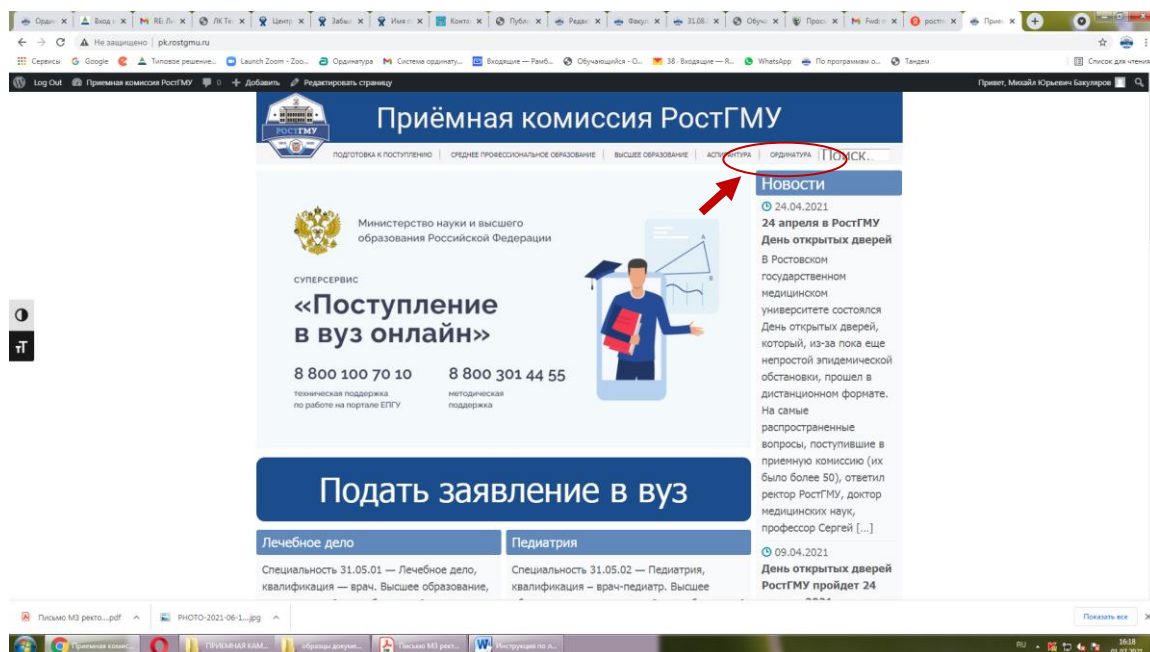 Не защищено | pk.rostgmu.ru
Сервисы
Google
Типовое решение...
Launch Zoom - Zoo...
Ординатура
Система ординату...
Входящие — Рамб...
Обучающийся - О...
38 · Входящие — R...
WhatsApp
По программам о...
Тандем
Список для чтения
Log Out Приемная комиссия РостГМУ 0 Добавить Редактировать страницу Привет, Михайл Юрьевич Бакуляров
РОСТГМУ
Приёмная комиссия РостГМУ
ПОДГОТОВКА К ПОСТУПЛЕНИЮ | СРЕДНЕЕ ПРОФЕССИОНАЛЬНОЕ ОБРАЗОВАНИЕ | ВЫСШЕЕ ОБРАЗОВАНИЕ | АСПИРАНТУРА | ОРДИНАТУРА | Поиск..
Министерство науки и высшего
образования Российской Федерации
СУПЕРСЕРВИС
«Поступление
в вуз онлайн»
8 800 100 70 10
техническая поддержка
по работе на портале ЕПГУ
8 800 301 44 55
методическая
поддержка
Подать заявление в вуз
Лечебное дело
Специальность 31.05.01 — Лечебное дело,
квалификация — врач. Высшее образование,
Педиатрия
Специальность 31.05.02 — Педиатрия,
квалификация – врач-педиатр. Высшее
Новости
24.04.2021
24 апреля в РостГМУ
День открытых дверей
В Ростовском
государственном
медицинском
университете состоялся
День открытых дверей,
который, из-за пока еще
непростой эпидемической
обстановки, прошел в
дистанционном формате.
На самые
распространенные
вопросы, поступившие в
приемную комиссию (их
было более 50), ответил
ректор РостГМУ, доктор
медицинских наук,
профессор Сергей [...]
09.04.2021
День открытых дверей
РостГМУ пройдет 24
тТ
Письмо МЗ ректо....pdf
PHOTO-2021-06-1....jpg
Показать все
Приемная комис...
ПРИЕМНАЯ КАМ...
образцы докуме...
Письмо МЗ рект...
Инструкция по п...
RU
16:18
01.07.2021